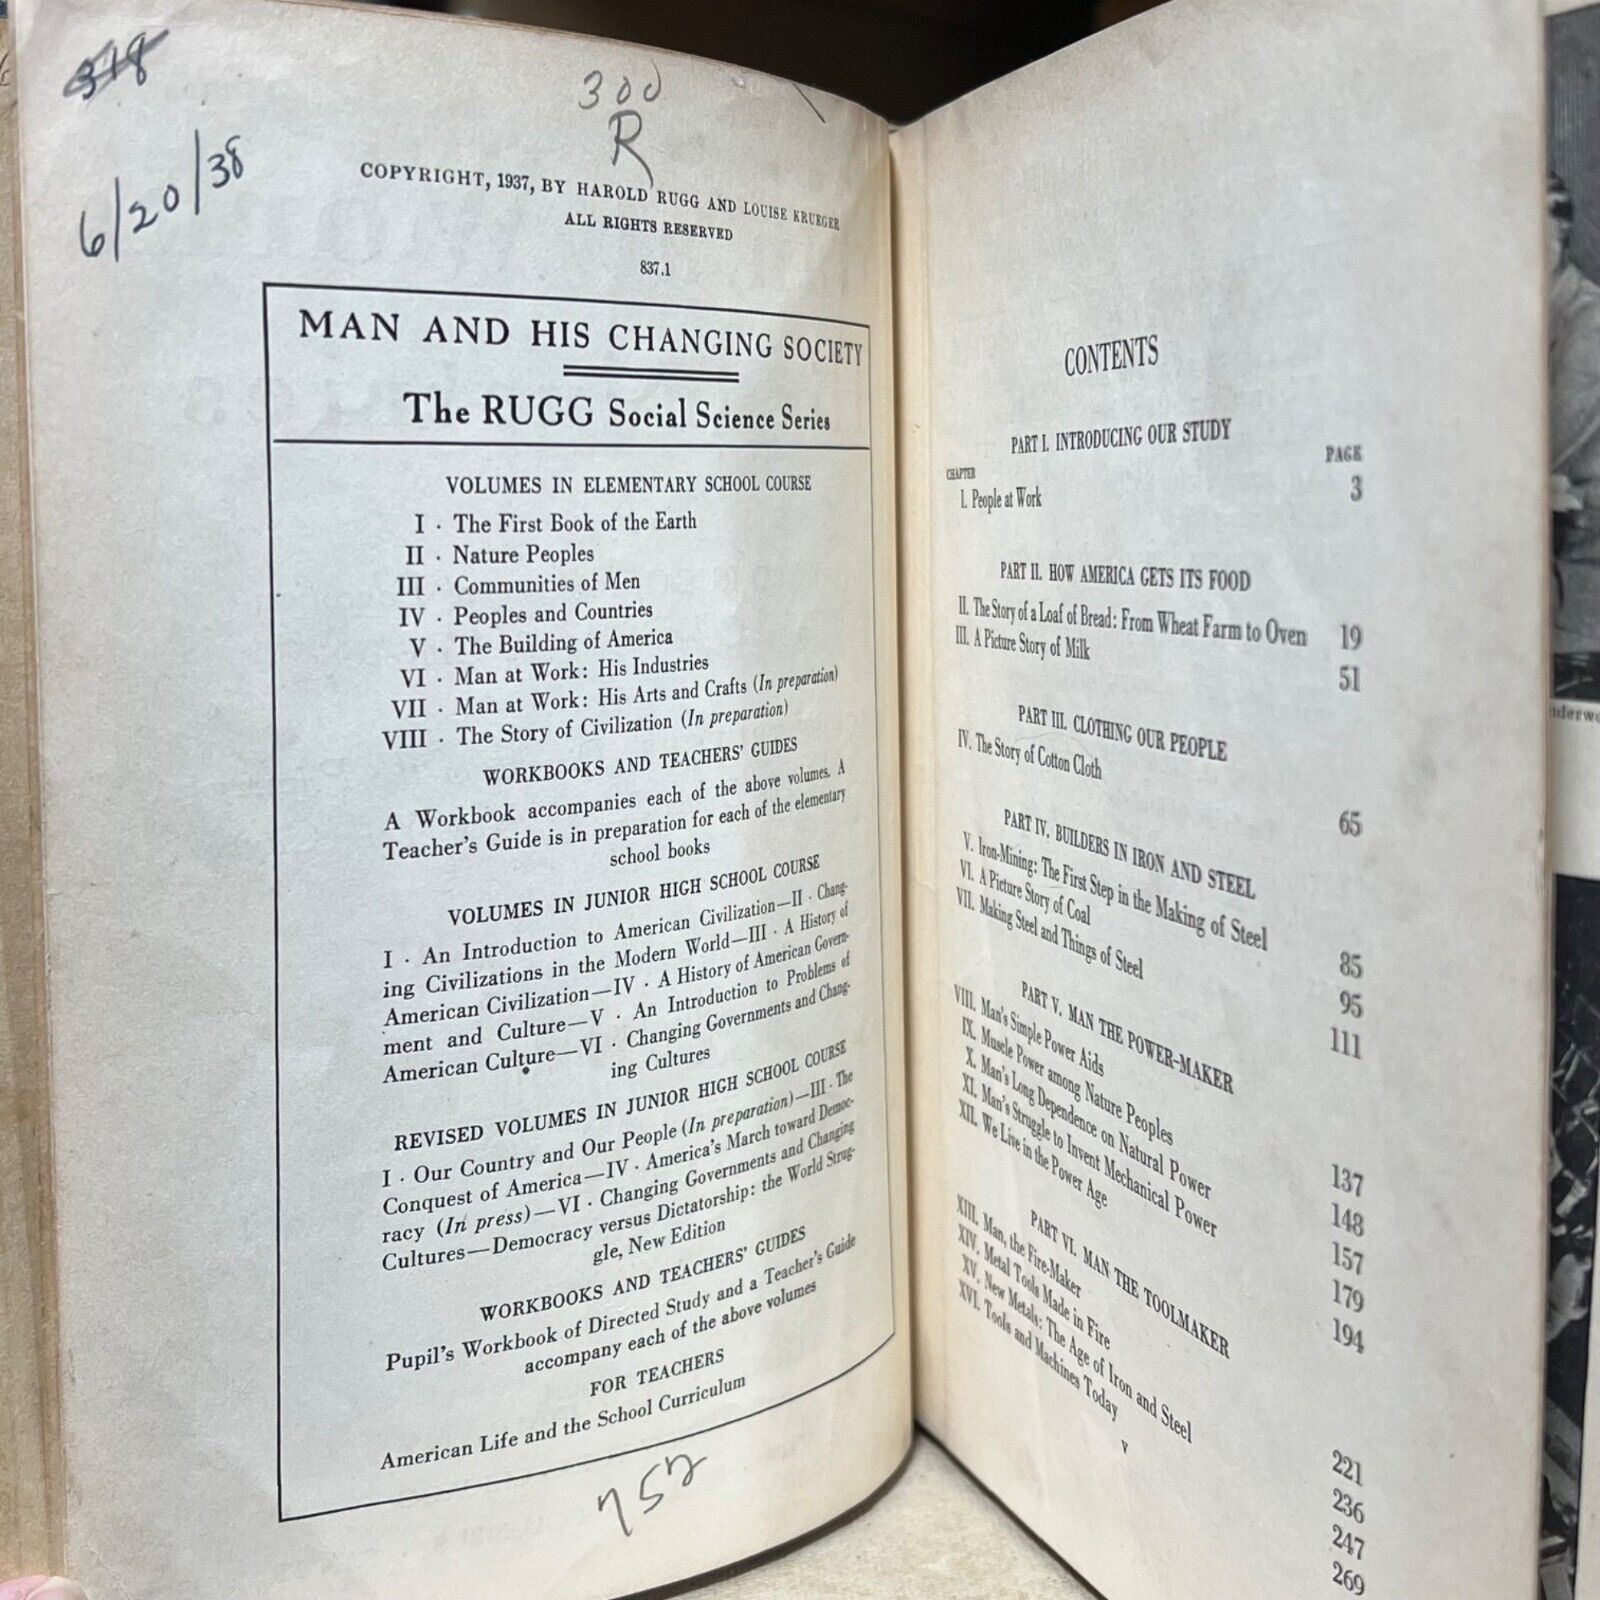 318
6/20/38
300
R
COPYRIGHT, 1937, BY HAROLD RUGG AND LOUISE KRUEGER
ALL RIGHTS RESERVED
837.1
MAN AND HIS CHANGING SOCIETY
The RUGG Social Science Series
VOLUMES IN ELEMENTARY SCHOOL COURSE
I · The First Book of the Earth
II · Nature Peoples
III · Communities of Men
IV · Peoples and Countries
V · The Building of America
VI · Man at Work: His Industries
VII · Man at Work: His Arts and Crafts (In preparation)
VIII · The Story of Civilization (In preparation)
WORKBOOKS AND TEACHERS' GUIDES
A Workbook accompanies each of the above volumes. A
Teacher's Guide is in preparation for each of the elementary
school books
VOLUMES IN JUNIOR HIGH SCHOOL COURSE
I · An Introduction to American Civilization—II · Chang-
ing Civilizations in the Modern World—III · A History of
American Civilization—IV · A History of American Govern-
ment and Culture—V · An Introduction to Problems of
American Culture—VI · Changing Governments and Chang-
ing Cultures
REVISED VOLUMES IN JUNIOR HIGH SCHOOL COURSE
I · Our Country and Our People (In preparation)—III · The
Conquest of America—IV · America's March toward Democ-
racy (In press)—VI · Changing Governments and Changing
Cultures—Democracy versus Dictatorship: the World Strug-
gle, New Edition
WORKBOOKS AND TEACHERS' GUIDES
Pupil's Workbook of Directed Study and a Teacher's Guide
accompany each of the above volumes
FOR TEACHERS
American Life and the School Curriculum
752
CONTENTS
PART I. INTRODUCING OUR STUDY
CHAPTER PAGE
I. People at Work 3
PART II. HOW AMERICA GETS ITS FOOD
II. The Story of a Loaf of Bread: From Wheat Farm to Oven 19
III. A Picture Story of Milk 51
PART III. CLOTHING OUR PEOPLE
IV. The Story of Cotton Cloth 65
PART IV. BUILDERS IN IRON AND STEEL
V. Iron-Mining: The First Step in the Making of Steel 85
VI. A Picture Story of Coal 95
VII. Making Steel and Things of Steel 111
PART V. MAN THE POWER-MAKER
VIII. Man's Simple Power Aids 137
IX. Muscle Power among Nature Peoples 148
X. Man's Long Dependence on Natural Power 157
XI. Man's Struggle to Invent Mechanical Power 179
XII. We Live in the Power Age 194
PART VI. MAN THE TOOLMAKER
XIII. Man, the Fire-Maker 221
XIV. Metal Tools Made in Fire 236
XV. New Metals: The Age of Iron and Steel 247
XVI. Tools and Machines Today 269
v